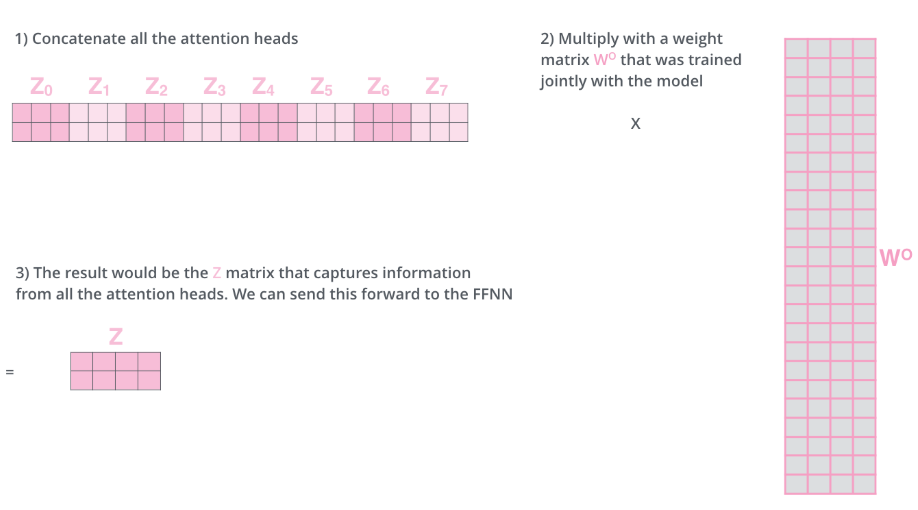 1) Concatenate all the attention heads
Z0 Z1 Z2 Z3 Z4 Z5 Z6 Z7
2) Multiply with a weight
matrix W^O that was trained
jointly with the model
X
W^O
3) The result would be the Z matrix that captures information
from all the attention heads. We can send this forward to the FFNN
Z
=